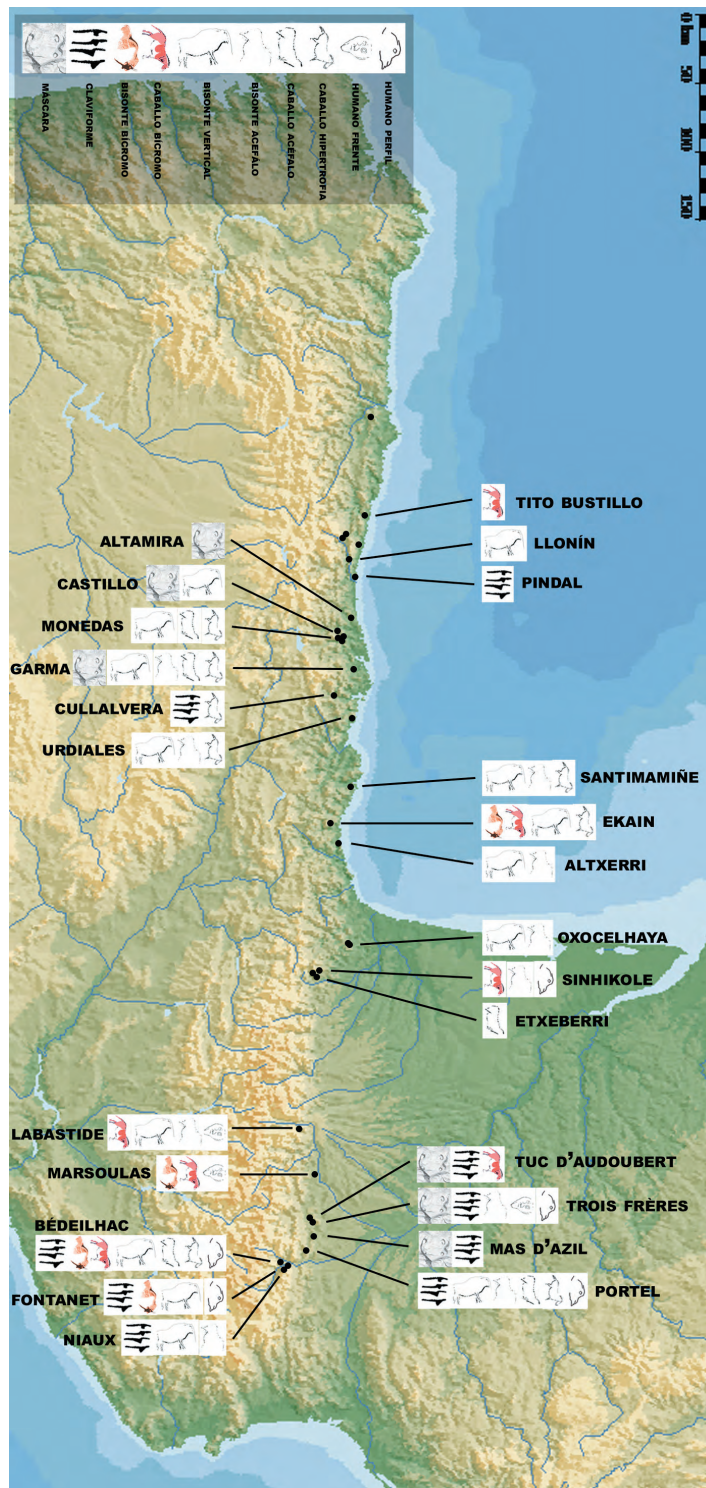 MÁSCARA
CLAVIFORME
BISONTE BÍCROMO
CABALLO BÍCROMO
BISONTE VERTICAL
BISONTE ACEFÁLO
CABALLO ACÉFALO
CABALLO HIPERTROFIA
HUMANO FRENTE
HUMANO PERFIL
0 km
50
100
150
TITO BUSTILLO
LLONÍN
PINDAL
ALTAMIRA
CASTILLO
MONEDAS
GARMA
CULLALVERA
URDIALES
SANTIMAMIÑE
EKAIN
ALTXERRI
OXOCELHAYA
SINHIKOLE
ETXEBERRI
LABASTIDE
MARSOULAS
BÉDEILHAC
FONTANET
NIAUX
TUC D'AUDOUBERT
TROIS FRÈRES
MAS D'AZIL
PORTEL